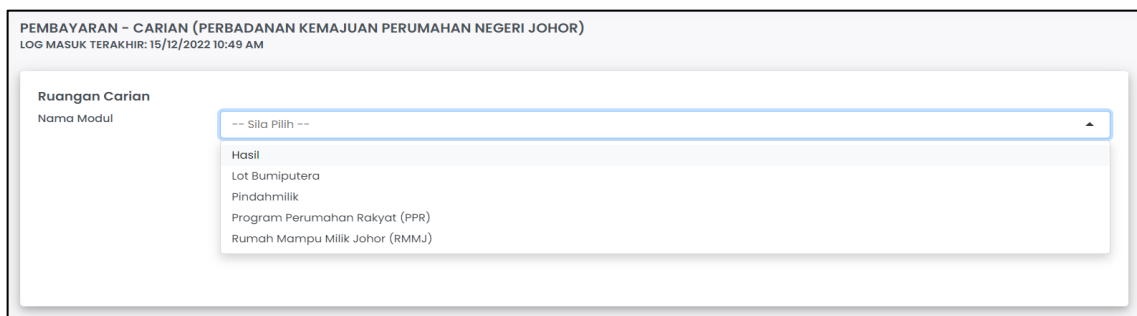 PEMBAYARAN - CARIAN (PERBADANAN KEMAJUAN PERUMAHAN NEGERI JOHOR)
LOG MASUK TERAKHIR: 15/12/2022 10:49 AM
Ruangan Carian
Nama Modul
-- Sila Pilih --
Hasil
Lot Bumiputera
Pindahmilik
Program Perumahan Rakyat (PPR)
Rumah Mampu Milik Johor (RMMJ)